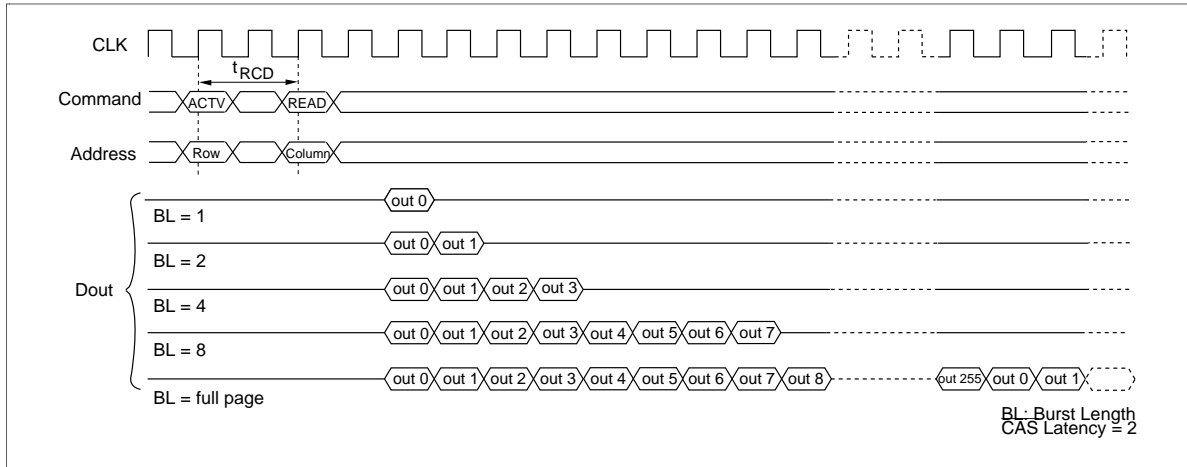 CLK
t RCD
Command ACTV READ
Address Row Column
Dout
out 0
BL = 1
out 0 out 1
BL = 2
out 0 out 1 out 2 out 3
BL = 4
out 0 out 1 out 2 out 3 out 4 out 5 out 6 out 7
BL = 8
out 0 out 1 out 2 out 3 out 4 out 5 out 6 out 7 out 8 out 255 out 0 out 1
BL = full page
BL: Burst Length
CAS Latency = 2